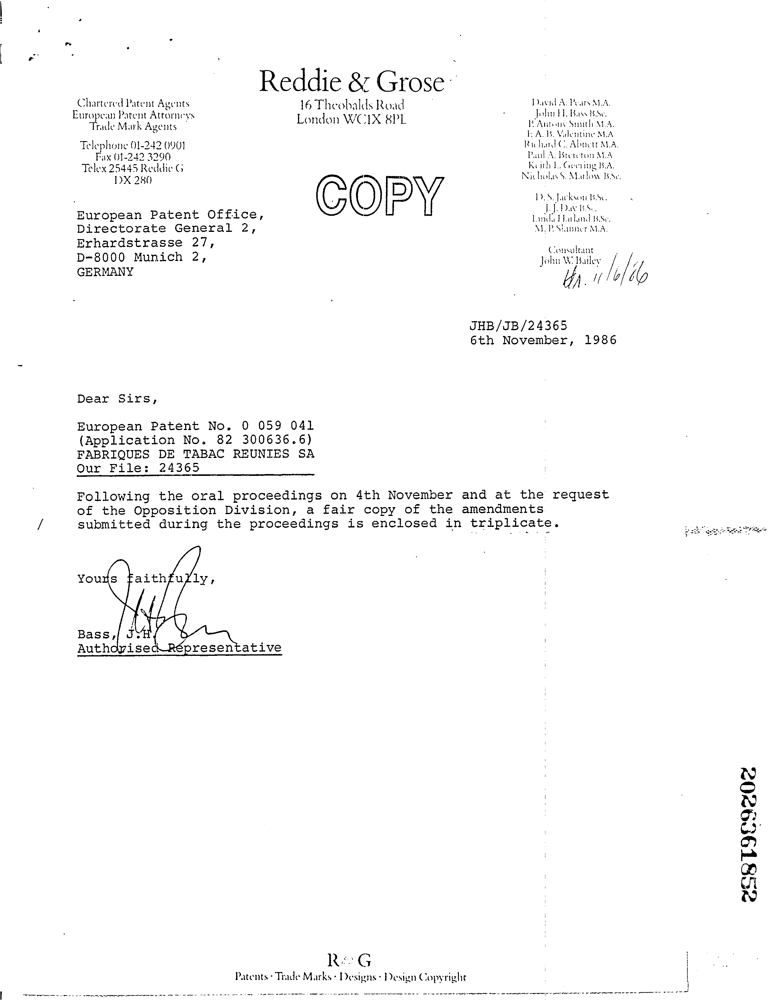 Reddie & Grose
16 Theobalds Road
London WC1X 8PL
Chartered Patent Agents
European Patent Attorneys
Trade Mark Agents
Telephone 01-242 0901
Fax 01-242 3290
Telex 25445 Reddie G
DX 280
David A. Pears M.A.
John H. Bass B.Sc.
P. Antony Smith M.A.
F. A. B. Valentine M.A.
Richard C. Abnett M.A.
Paul A. Brereton M.A.
Keith L. Geering B.A.
Nicholas S. Marlow B.Sc.
D. S. Jackson B.Sc.
J. J. Day B.Sc.
Linda Harland B.Sc.
M. P. Skinner M.A.
Consultant
John W. Batley
11/6/86
COPY
European Patent Office,
Directorate General 2,
Erhardstrasse 27,
D-8000 Munich 2,
GERMANY
JHB/JB/24365
6th November, 1986
Dear Sirs,
European Patent No. 0 059 041
(Application No. 82 300636.6)
FABRIQUES DE TABAC REUNIES SA
Our File: 24365
Following the oral proceedings on 4th November and at the request
of the Opposition Division, a fair copy of the amendments
/ submitted during the proceedings is enclosed in triplicate.
Yours faithfully,
Bass, J.H.
Authorised Representative
2026361852
R & G
Patents · Trade Marks · Designs · Design Copyright